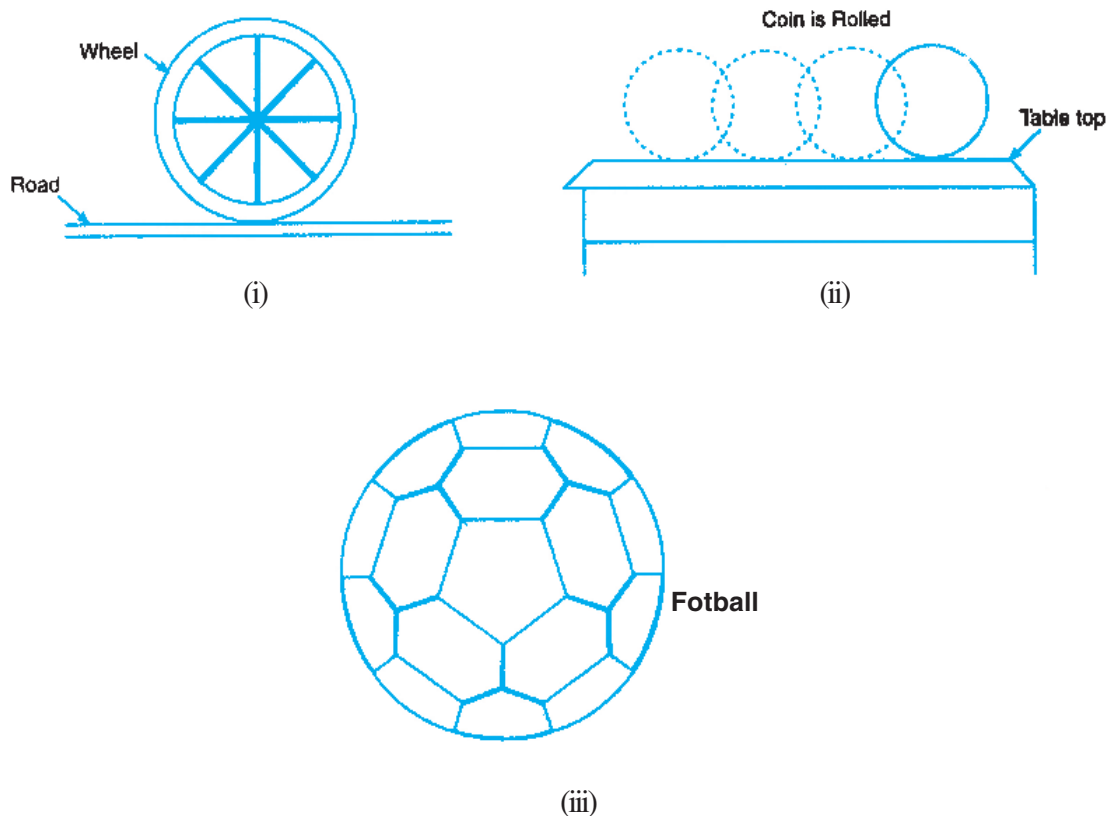 Coin is Rolled
Wheel
Table top
Road
(i)
(ii)
Fotball
(iii)